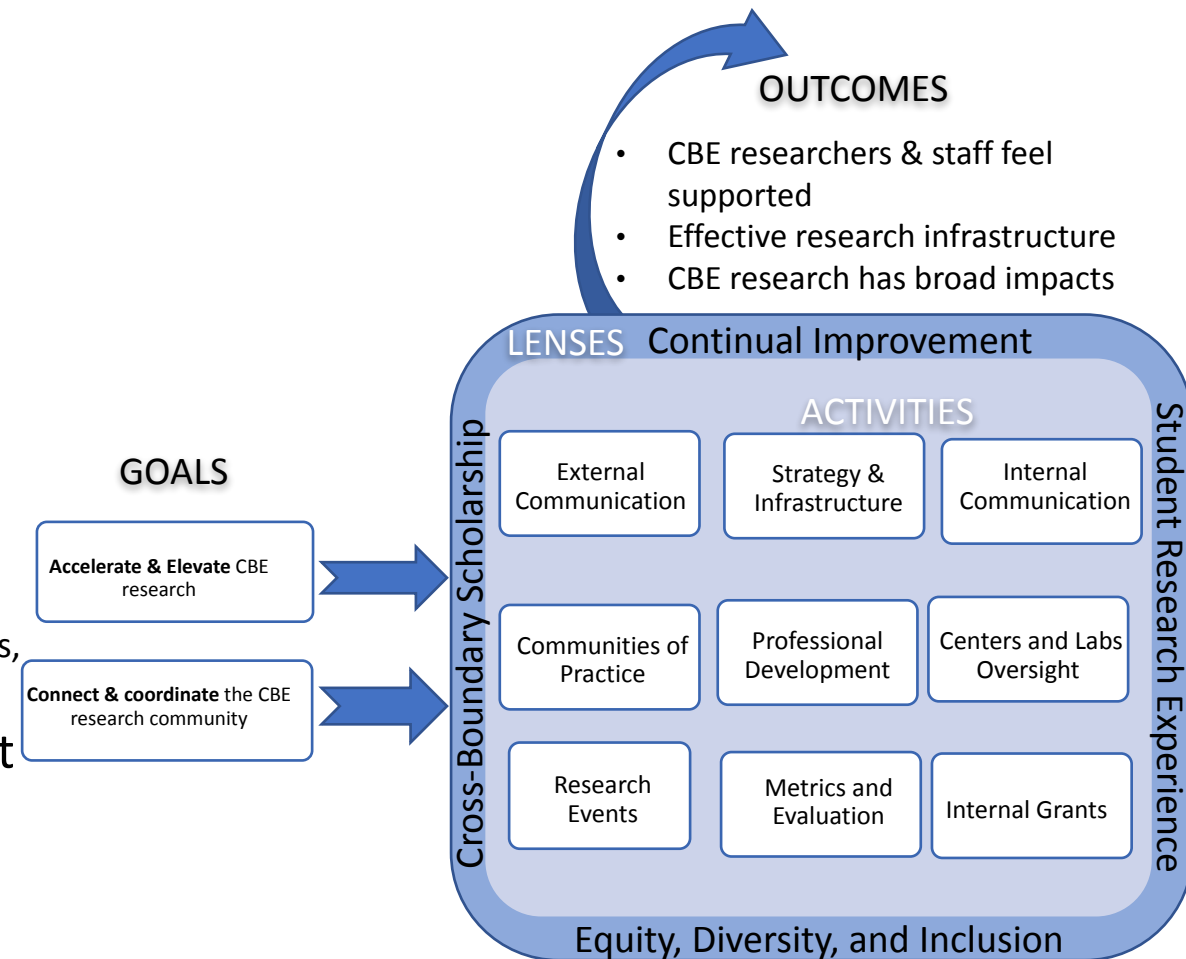 OUTCOMES
• CBE researchers & staff feel
supported
• Effective research infrastructure
• CBE research has broad impacts
LENSES Continual Improvement
ACTIVITIES
Cross-Boundary Scholarship
Student Research Experience
External
Communication
Strategy &
Infrastructure
Internal
Communication
GOALS
Accelerate & Elevate CBE
research
Communities of
Practice
Professional
Development
Centers and Labs
Oversight
s,
Connect & coordinate the CBE
research community
t
Research
Events
Metrics and
Evaluation
Internal Grants
Equity, Diversity, and Inclusion